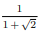 1
1 + √2